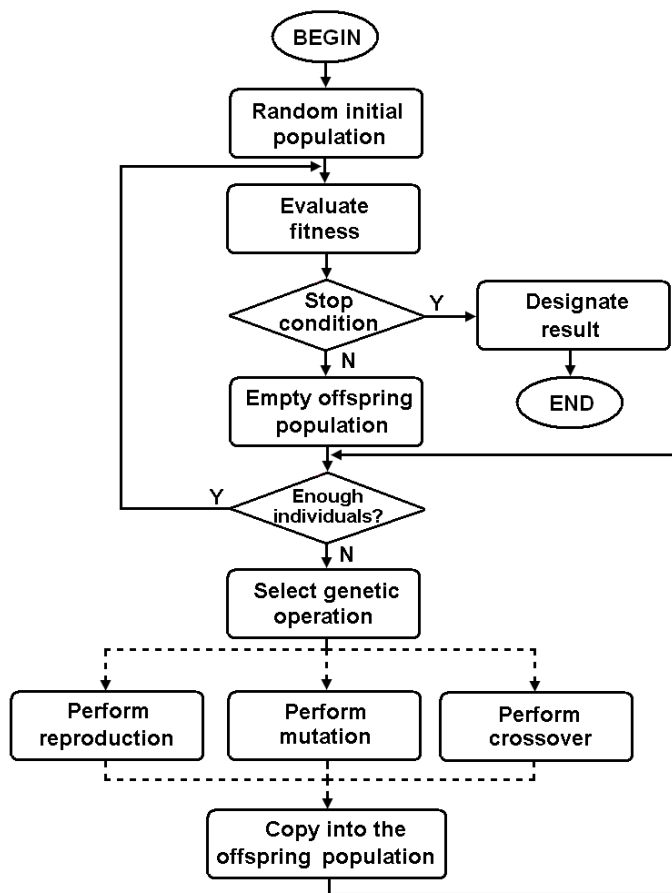 BEGIN
Random initial
population
Evaluate
fitness
Stop
condition
Y
Designate
result
N
END
Empty offspring
population
Y
Enough
individuals?
N
Select genetic
operation
Perform
reproduction
Perform
mutation
Perform
crossover
Copy into the
offspring population